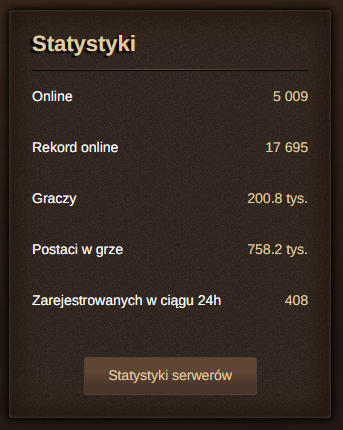 Statystyki
Online 5 009
Rekord online 17 695
Graczy 200.8 tys.
Postaci w grze 758.2 tys.
Zarejestrowanych w ciągu 24h 408
Statystyki serwerów